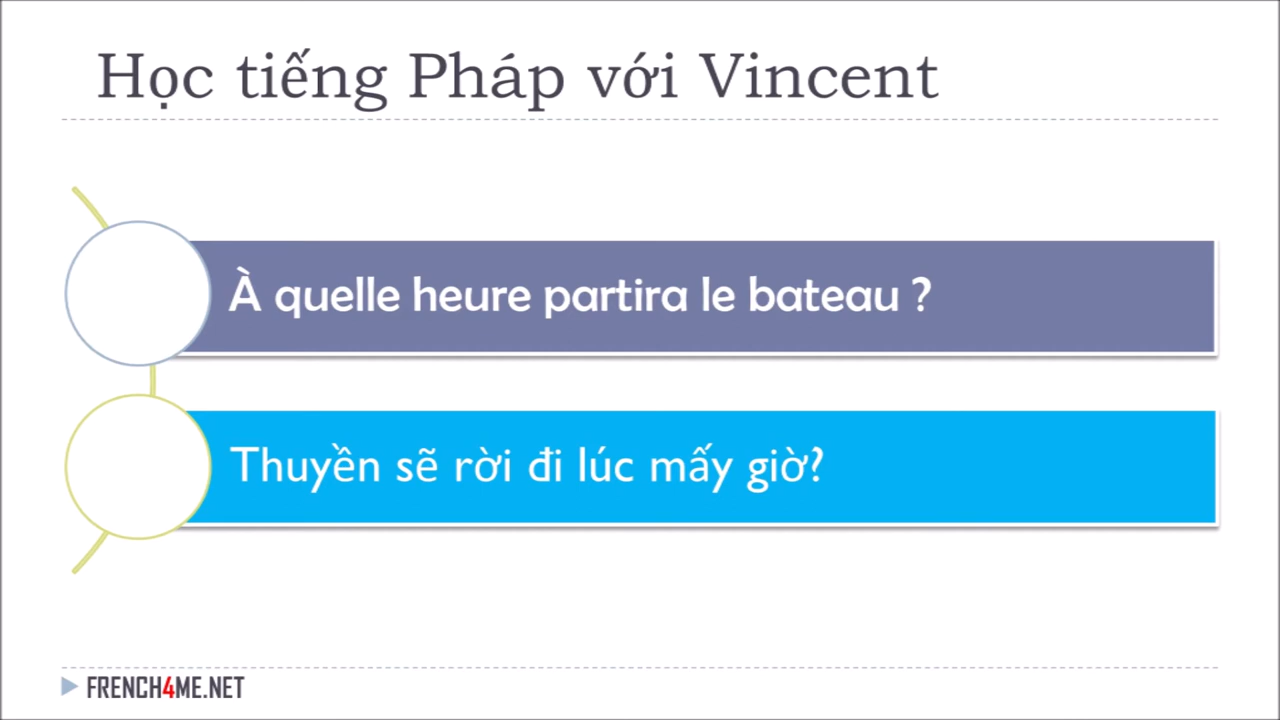 Học tiếng Pháp với Vincent
À quelle heure partira le bateau ?
Thuyền sẽ rời đi lúc mấy giờ?
FRENCH4ME.NET